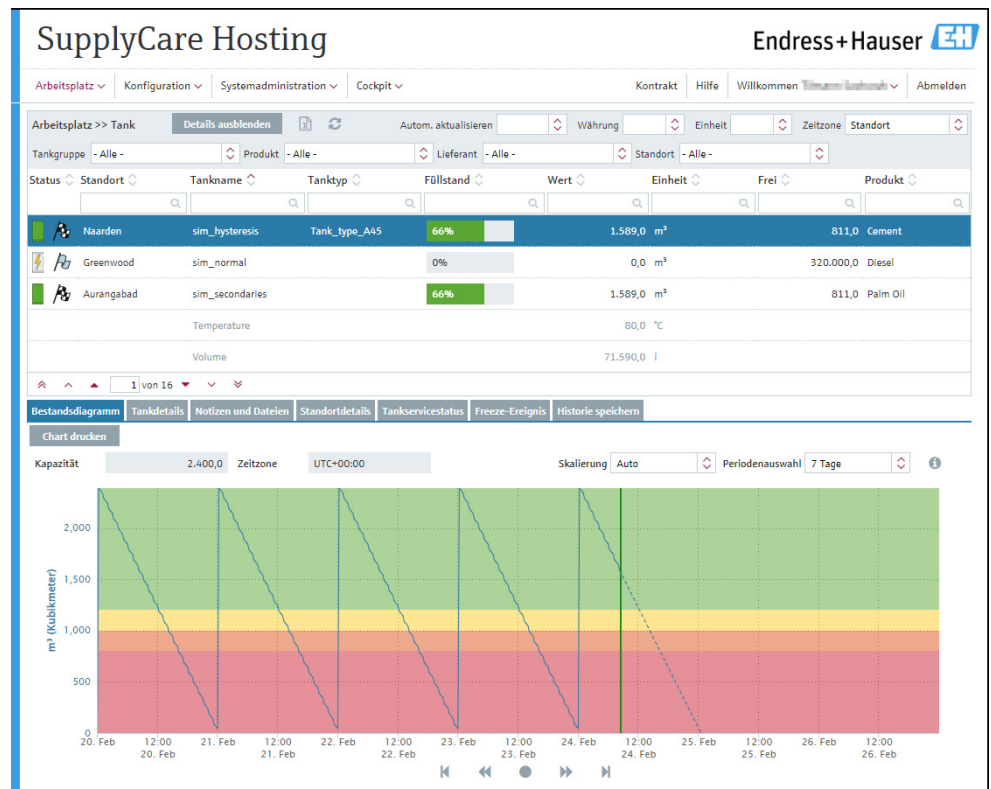 SupplyCare Hosting
Endress+Hauser EH
Arbeitsplatz Konfiguration Systemadministration Cockpit Kontrakt Hilfe Willkommen Abmelden
Arbeitsplatz >> Tank Details ausblenden Autom. aktualisieren Währung Einheit Zeitzone Standort
Tankgruppe - Alle - Produkt - Alle - Lieferant - Alle - Standort - Alle -
Status Standort Tankname Tanktyp Füllstand Wert Einheit Frei Produkt
Naarden sim_hysteresis Tank_type_A45 66% 1.589,0 m³ 811,0 Cement
Greenwood sim_normal 0% 0,0 m³ 320.000,0 Diesel
Aurangabad sim_secondaries 66% 1.589,0 m³ 811,0 Palm Oil
Temperature 80,0 °C
Volume 71.590,0 l
1 von 16
Bestandsdiagramm Tankdetails Notizen und Dateien Standortdetails Tankservicestatus Freeze-Ereignis Historie speichern
Chart drucken
Kapazität 2.400,0 Zeitzone UTC+00:00 Skalierung Auto Periodenauswahl 7 Tage
m³ (Kubikmeter)
2,000
1,500
1,000
500
0
20. Feb 12:00 21. Feb 12:00 22. Feb 12:00 23. Feb 12:00 24. Feb 12:00 25. Feb 12:00 26. Feb 12:00
20. Feb 21. Feb 22. Feb 23. Feb 24. Feb 25. Feb 26. Feb